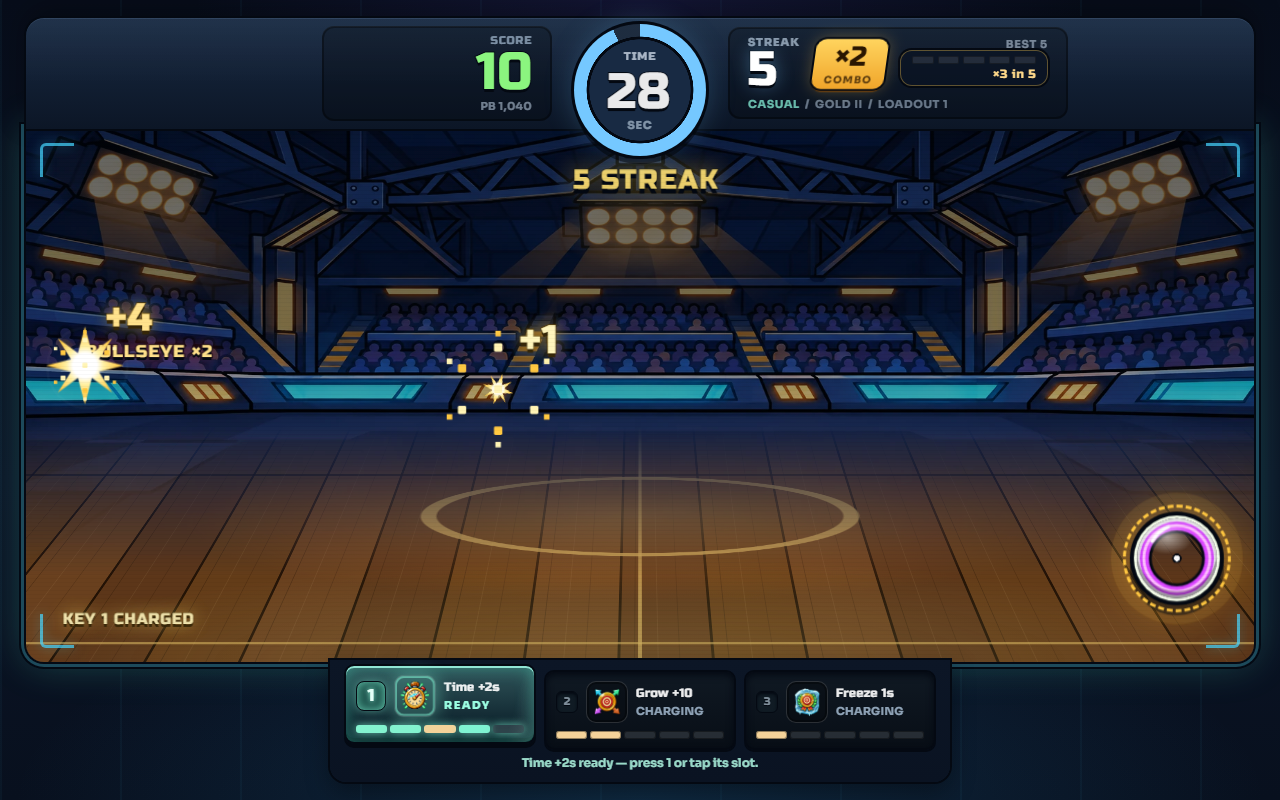 SCORE
10
PB 1,040
TIME
28
SEC
STREAK
5
×2
COMBO
BEST 5
×3 in 5
CASUAL / GOLD II / LOADOUT 1
5 STREAK
+4
BULLSEYE ×2
+1
KEY 1 CHARGED
1
Time +2s
READY
2
Grow +10
CHARGING
3
Freeze 1s
CHARGING
Time +2s ready — press 1 or tap its slot.